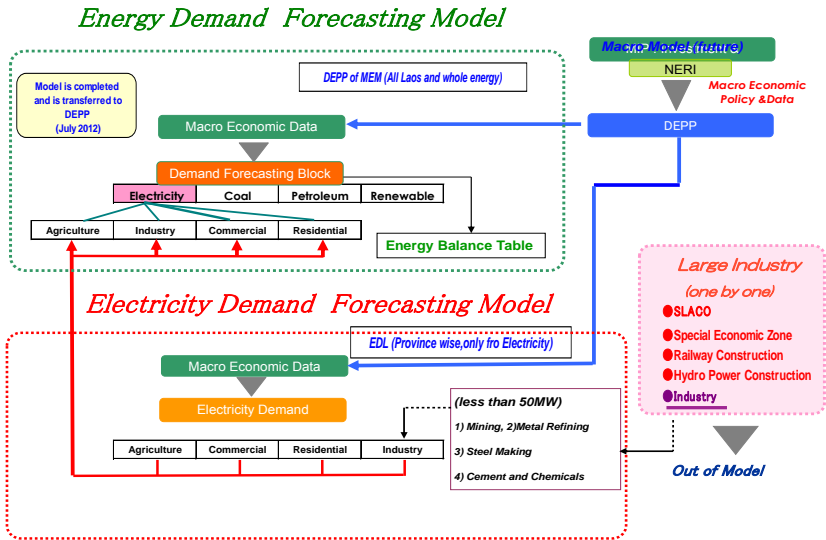 Energy Demand Forecasting Model
Macro Model (future)
NERI
Macro Economic
Policy &Data
DEPP
DEPP of MEM (All Laos and whole energy)
Model is completed
and is transferred to
DEPP
(July 2012)
Macro Economic Data
Demand Forecasting Block
Electricity Coal Petroleum Renewable
Agriculture Industry Commercial Residential
Energy Balance Table
Large Industry
(one by one)
●SLACO
●Special Economic Zone
●Railway Construction
●Hydro Power Construction
●Industry
Out of Model
Electricity Demand Forecasting Model
EDL (Province wise,only fro Electricity)
Macro Economic Data
Electricity Demand
Agriculture Commercial Residential Industry
(less than 50MW)
1) Mining, 2)Metal Refining
3) Steel Making
4) Cement and Chemicals